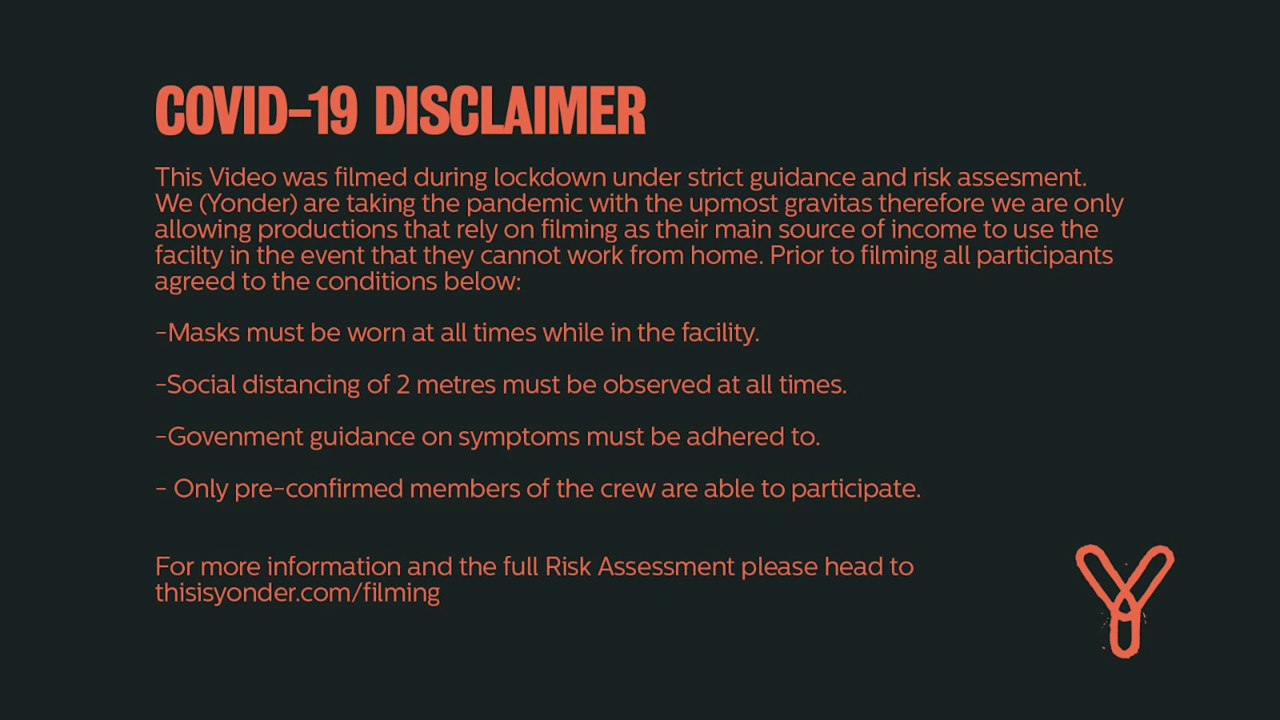 COVID-19 DISCLAIMER
This Video was filmed during lockdown under strict guidance and risk assesment.
We (Yonder) are taking the pandemic with the upmost gravitas therefore we are only
allowing productions that rely on filming as their main source of income to use the
facilty in the event that they cannot work from home. Prior to filming all participants
agreed to the conditions below:
-Masks must be worn at all times while in the facility.
-Social distancing of 2 metres must be observed at all times.
-Govenment guidance on symptoms must be adhered to.
- Only pre-confirmed members of the crew are able to participate.
For more information and the full Risk Assessment please head to
thisisyonder.com/filming
Y